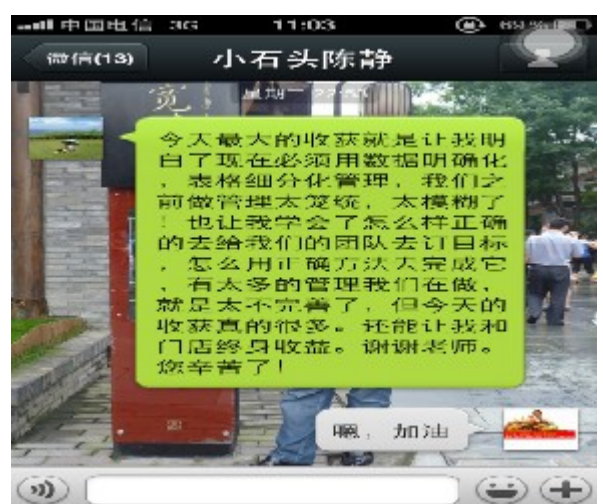 中国电信 3G 11:03
微信(13) 小石头陈静
宽
今天最大的收获就是让我明
白了现在必须用数据明确化
，表格细分化管理，我们之
前做管理太笼统，太模糊了
！也让我学会了怎么样正确
的去给我们的团队去订目标
，怎么用正确方法去完成它
，有太多的管理我们在做，
就是太不完善了，但今天的
收获真的很多。还能让我和
门店终身收益。谢谢老师。
您辛苦了！
嗯，加油